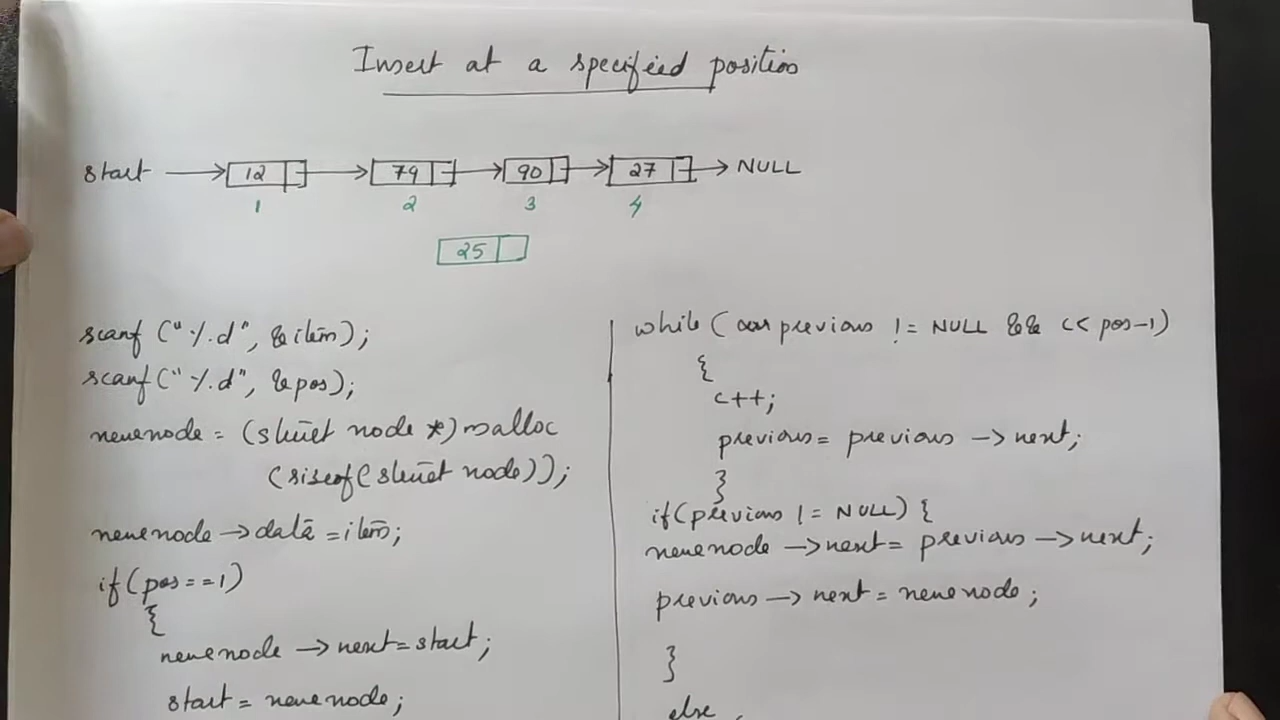 Insert at a specified position
start 12 79 90 27 NULL
1 2 3 4
25
scanf ("%d", &item);
scanf ("%d", &pos);
newnode = (struct node *) malloc
(sizeof(struct node));
newnode → data = item;
if (pos == 1)
{
newnode → next = start;
start = newnode;
while ( previous != NULL && c < pos-1)
{
c++;
previous = previous → next;
}
if (previous != NULL) {
newnode → next = previous → next;
previous → next = newnode;
}
else